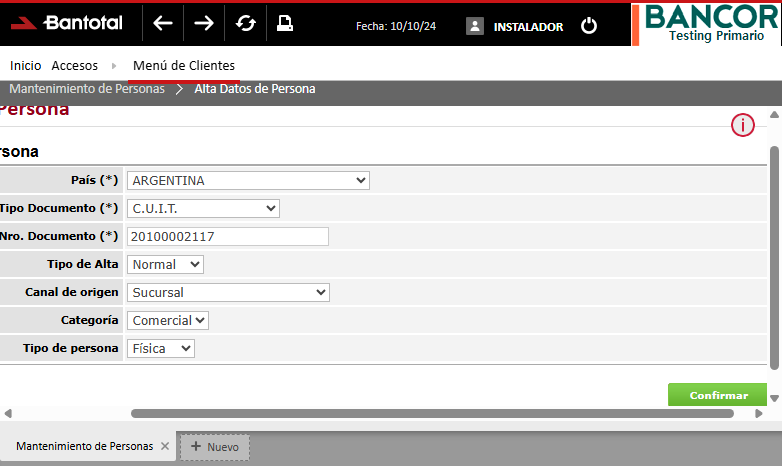 Bantotal
Fecha: 10/10/24
INSTALADOR
BANCOR
Testing Primario
Inicio Accesos Menú de Clientes
Mantenimiento de Personas Alta Datos de Persona
Persona
rsona
País (*) ARGENTINA
Tipo Documento (*) C.U.I.T.
Nro. Documento (*) 20100002117
Tipo de Alta Normal
Canal de origen Sucursal
Categoría Comercial
Tipo de persona Física
Confirmar
Mantenimiento de Personas × + Nuevo